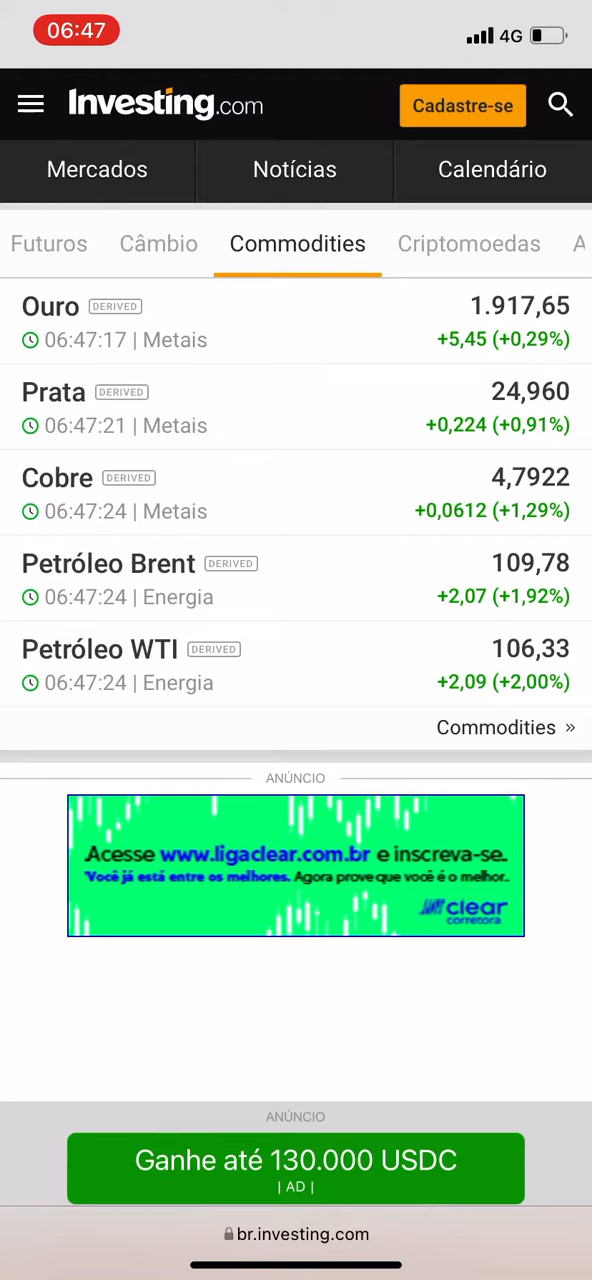 06:47
4G
Investing.com
Cadastre-se
Mercados
Notícias
Calendário
Futuros
Câmbio
Commodities
Criptomoedas
A
Ouro DERIVED
1.917,65
06:47:17 | Metais
+5,45 (+0,29%)
Prata DERIVED
24,960
06:47:21 | Metais
+0,224 (+0,91%)
Cobre DERIVED
4,7922
06:47:24 | Metais
+0,0612 (+1,29%)
Petróleo Brent DERIVED
109,78
06:47:24 | Energia
+2,07 (+1,92%)
Petróleo WTI DERIVED
106,33
06:47:24 | Energia
+2,09 (+2,00%)
Commodities »
ANÚNCIO
Acesse www.ligaclear.com.br e inscreva-se.
Você já está entre os melhores. Agora prove que você é o melhor.
clear
corretora
ANÚNCIO
Ganhe até 130.000 USDC
| AD |
br.investing.com